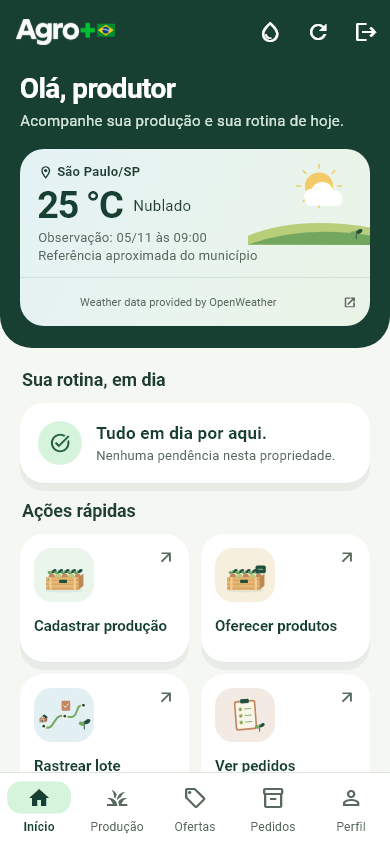 Agro+
Olá, produtor
Acompanhe sua produção e sua rotina de hoje.
São Paulo/SP
25 °C Nublado
Observação: 05/11 às 09:00
Referência aproximada do município
Weather data provided by OpenWeather
Sua rotina, em dia
Tudo em dia por aqui.
Nenhuma pendência nesta propriedade.
Ações rápidas
Cadastrar produção
Oferecer produtos
Rastrear lote
Ver pedidos
Início
Produção
Ofertas
Pedidos
Perfil